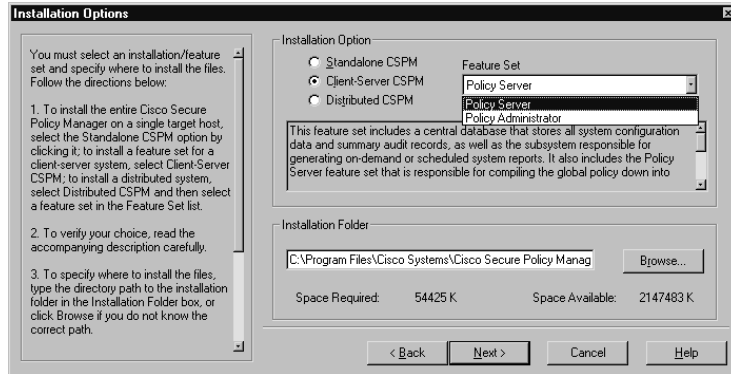 Installation Options
You must select an installation/feature
set and specify where to install the files.
Follow the directions below:
1. To install the entire Cisco Secure
Policy Manager on a single target host,
select the Standalone CSPM option by
clicking it; to install a feature set for a
client-server system, select Client-Server
CSPM; to install a distributed system,
select Distributed CSPM and then select
a feature set in the Feature Set list.
2. To verify your choice, read the
accompanying description carefully.
3. To specify where to install the files,
type the directory path to the installation
folder in the Installation Folder box, or
click Browse if you do not know the
correct path.
Installation Option
Standalone CSPM
Client-Server CSPM
Distributed CSPM
Feature Set
Policy Server
Policy Server
Policy Administrator
This feature set includes a central database that stores all system configuration
data and summary audit records, as well as the subsystem responsible for
generating on-demand or scheduled system reports. It also includes the Policy
Server feature set that is responsible for compiling the global policy down into
Installation Folder
C:\Program Files\Cisco Systems\Cisco Secure Policy Manag
Browse...
Space Required: 54425 K Space Available: 2147483 K
< Back Next > Cancel Help